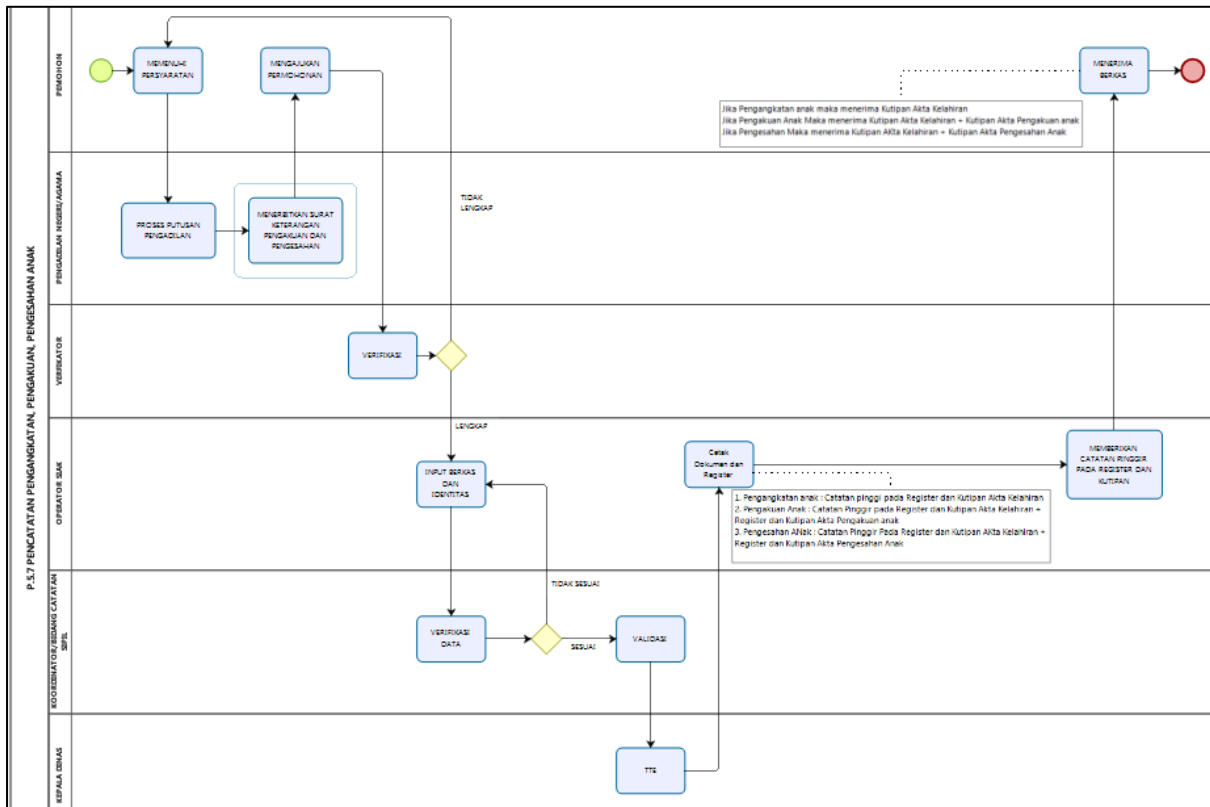 P.5.7 PENCATATAN PENGANGKATAN, PENGAKUAN, PENGESAHAN ANAK
PEMOHON
MEMENUHI
PERSYARATAN
MENGAJUKAN
PERMOHONAN
MENERIMA
BERKAS
Jika Pengangkatan anak maka menerima Kutipan Akta Kelahiran
Jika Pengakuan Anak Maka menerima Kutipan Akta Kelahiran + Kutipan Akta Pengakuan anak
Jika Pengesahan Maka menerima Kutipan AKta Kelahiran + Kutipan Akta Pengesahan Anak
PENGADILAN NEGERI/AGAMA
PROSES PUTUSAN
PENGADILAN
MENERBITKAN SURAT
KETERANGAN
PENGAKUAN DAN
PENGESAHAN
TIDAK
LENGKAP
VERIFIKATOR
VERIFIKASI
LENGKAP
OPERATOR SIAK
INPUT BERKAS
DAN
IDENTITAS
Cetak
Dokumen dan
Register
MEMBERIKAN
CATATAN PINGGIR
PADA REGISTER DAN
KUTIPAN
1. Pengangkatan anak : Catatan pinggi pada Register dan Kutipan Akta Kelahiran
2. Pengakuan Anak : Catatan Pinggir pada Register dan Kutipan Akta Kelahiran +
Register dan Kutipan Akta Pengakuan anak
3. Pengesahan ANak : Catatan Pinggir Pada Register dan Kutipan AKta Kelahiran +
Register dan Kutipan Akta Pengesahan Anak
KOORDINATOR/BIDANG CATATAN
SIPIL
TIDAK SESUAI
VERIFIKASI
DATA
SESUAI
VALIDASI
KEPALA DINAS
TTE